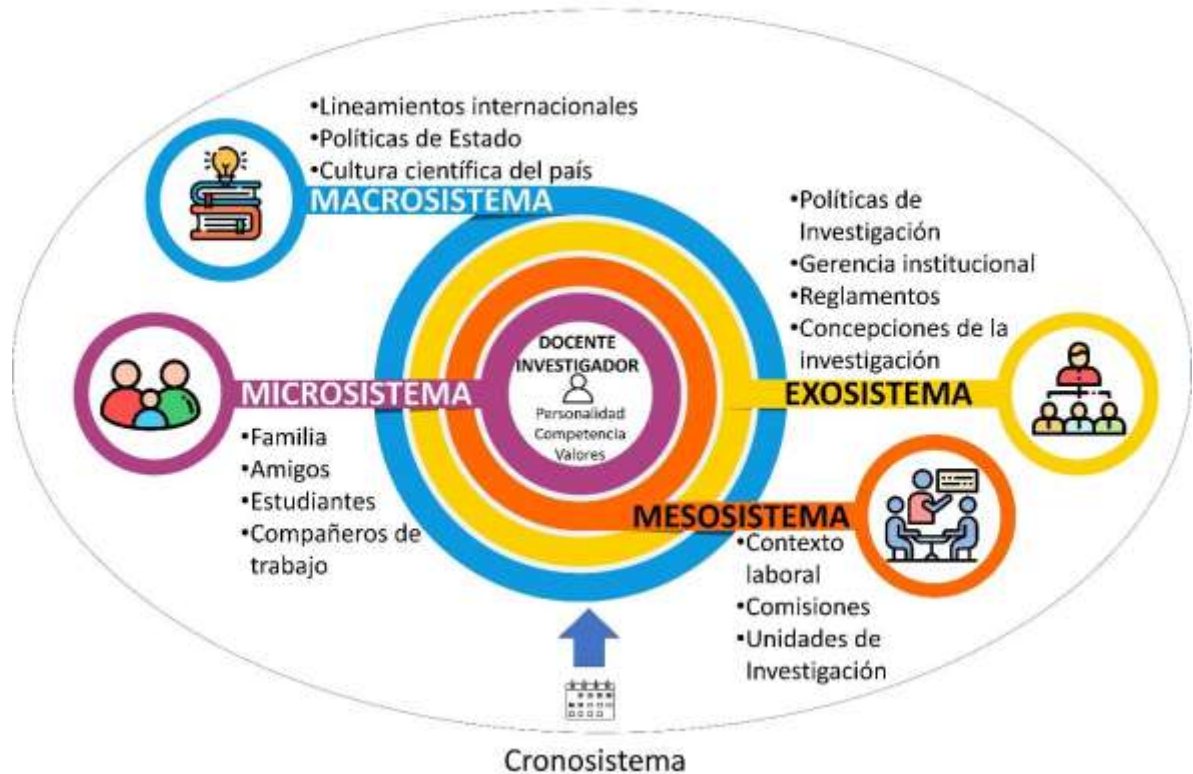 •Lineamientos internacionales
•Políticas de Estado
•Cultura científica del país
MACROSISTEMA
•Políticas de
Investigación
•Gerencia institucional
•Reglamentos
•Concepciones de la
investigación
EXOSISTEMA
DOCENTE
INVESTIGADOR
Personalidad
Competencia
Valores
MICROSISTEMA
•Familia
•Amigos
•Estudiantes
•Compañeros de
trabajo
MESOSISTEMA
•Contexto
laboral
•Comisiones
•Unidades de
Investigación
Cronosistema